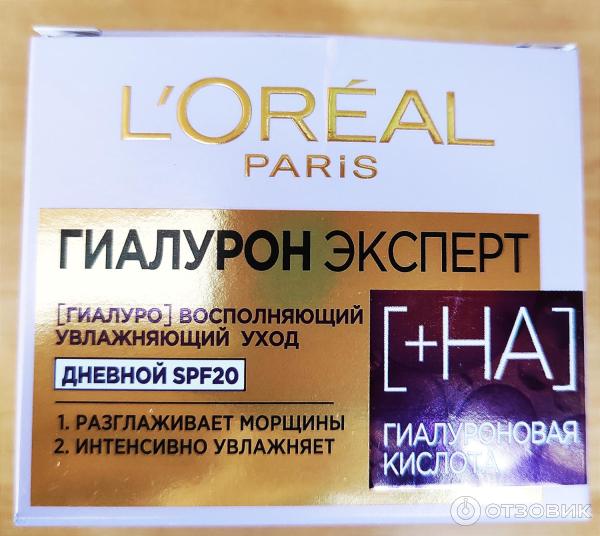 L'ORÉAL
PARiS
ГИАЛУРОН ЭКСПЕРТ
[ГИАЛУРО] ВОСПОЛНЯЮЩИЙ
УВЛАЖНЯЮЩИЙ УХОД
ДНЕВНОЙ SPF20
1. РАЗГЛАЖИВАЕТ МОРЩИНЫ
2. ИНТЕНСИВНО УВЛАЖНЯЕТ
[+HA]
ГИАЛУРОНОВАЯ
КИСЛОТА
ОТЗОВИК